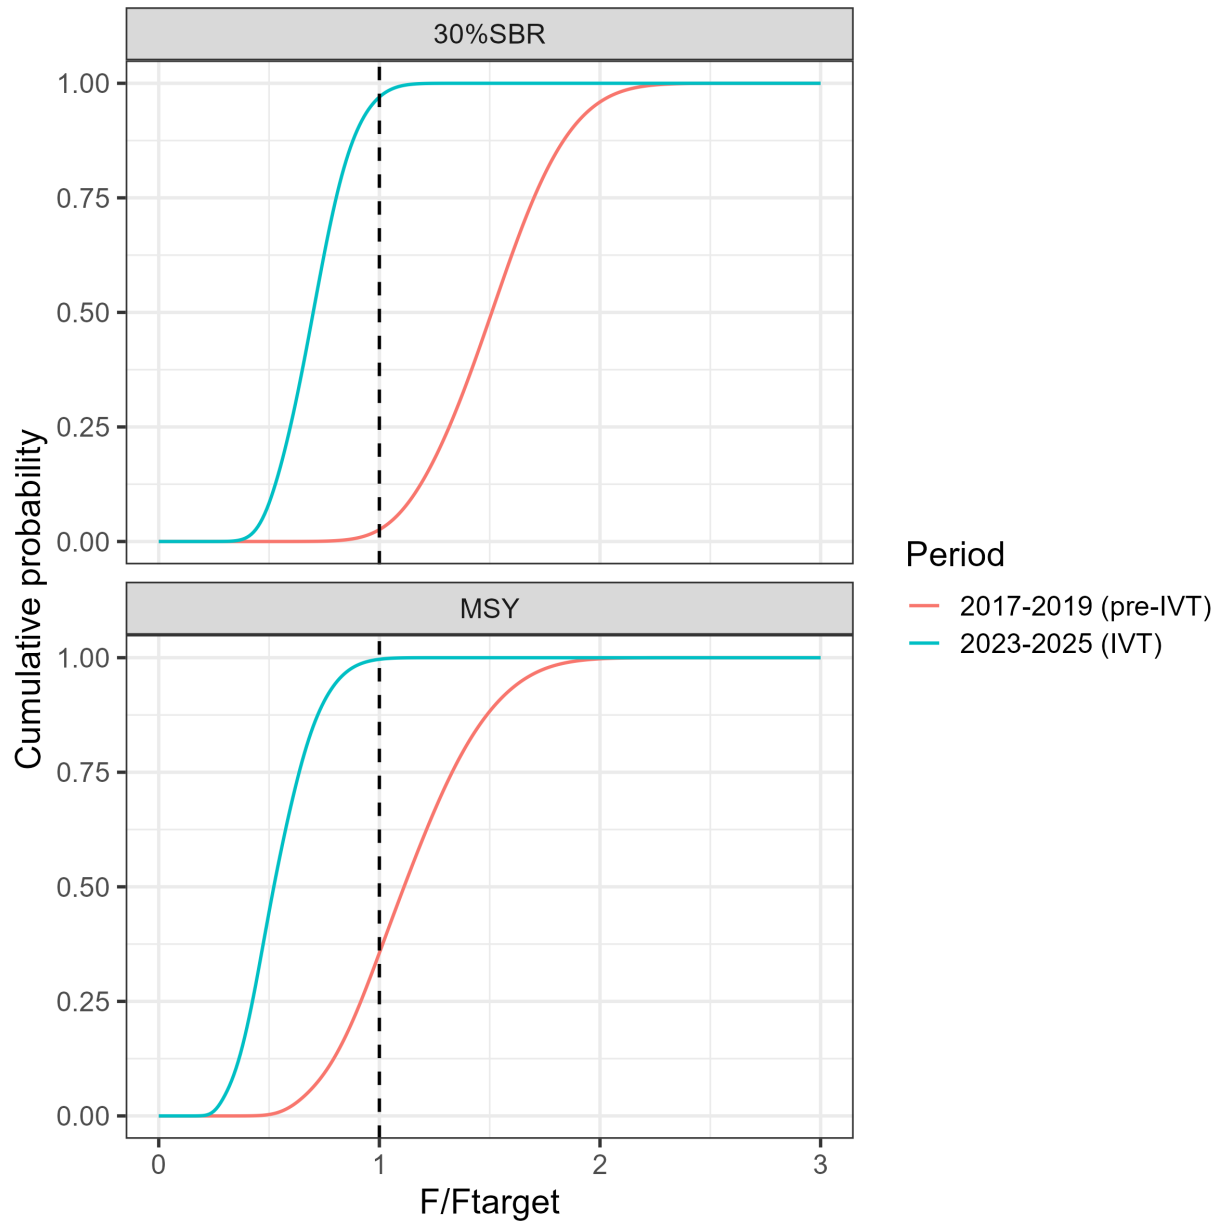 30%SBR
1.00
0.75
0.50
0.25
0.00
MSY
1.00
0.75
0.50
0.25
0.00
0 1 2 3
F/Ftarget
Cumulative probability
Period
2017-2019 (pre-IVT)
2023-2025 (IVT)